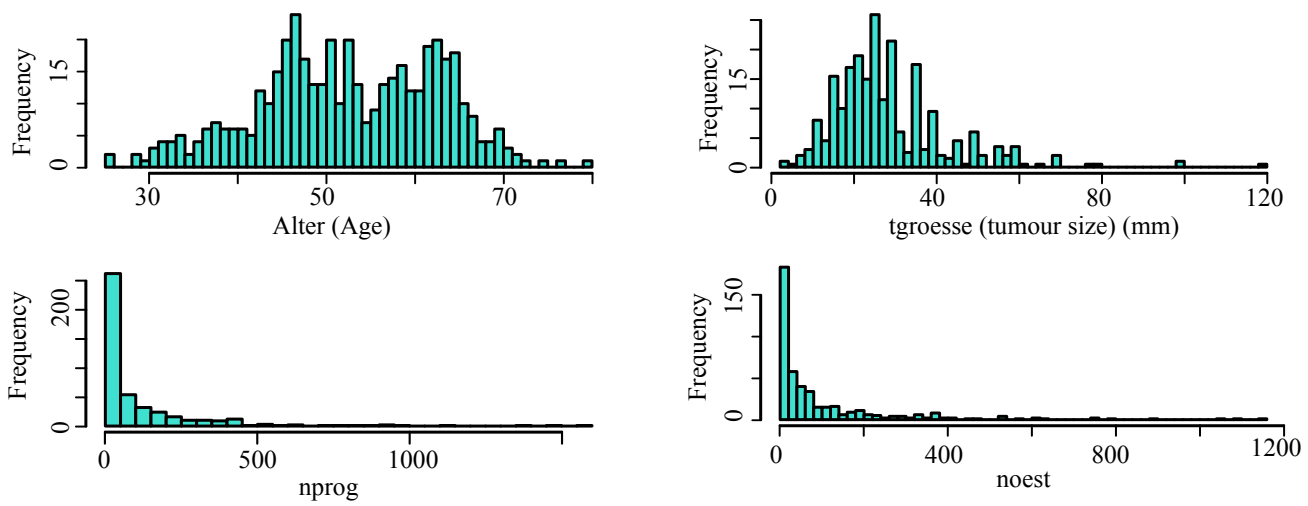 Frequency
0 15
30 50 70
Alter (Age)
Frequency
0 15
0 40 80 120
tgroesse (tumour size) (mm)
Frequency
0 200
0 500 1000
nprog
Frequency
0 150
0 400 800 1200
noest